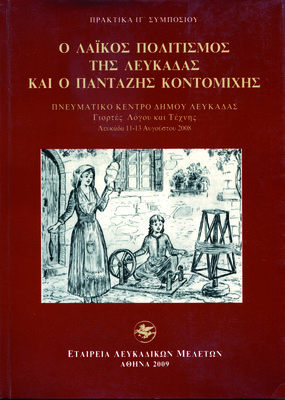 ΠΡΑΚΤΙΚΑ ΙΓ΄ ΣΥΜΠΟΣΙΟΥ
Ο ΛΑΪΚΟΣ ΠΟΛΙΤΙΣΜΟΣ
ΤΗΣ ΛΕΥΚΑΔΑΣ
ΚΑΙ Ο ΠΑΝΤΑΖΗΣ ΚΟΝΤΟΜΙΧΗΣ
ΠΝΕΥΜΑΤΙΚΟ ΚΕΝΤΡΟ ΔΗΜΟΥ ΛΕΥΚΑΔΑΣ
Γιορτές Λόγου και Τέχνης
Λευκάδα 11-13 Αυγούστου 2008
ΕΤΑΙΡΕΙΑ ΛΕΥΚΑΔΙΚΩΝ ΜΕΛΕΤΩΝ
ΑΘΗΝΑ 2009